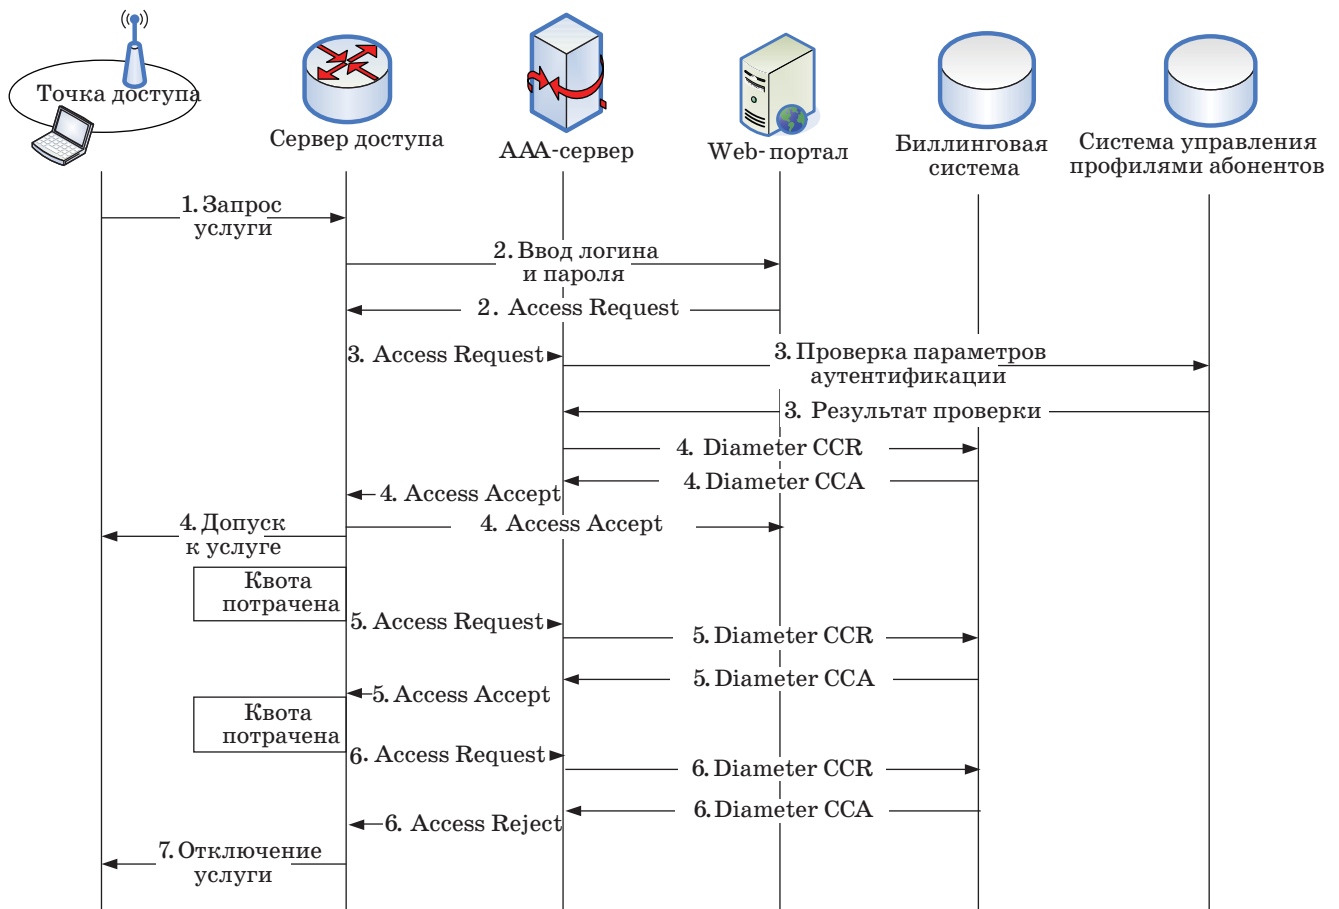 Точка доступа
Сервер доступа
ААА-сервер
Web-портал
Биллинговая
система
Система управления
профилями абонентов
1. Запрос
услуги
2. Ввод логина
и пароля
2. Access Request
3. Access Request
3. Проверка параметров
аутентификации
3. Результат проверки
4. Diameter CCR
4. Diameter CCA
4. Access Accept
4. Access Accept
4. Допуск
к услуге
Квота
потрачена
5. Access Request
5. Diameter CCR
5. Diameter CCA
5. Access Accept
Квота
потрачена
6. Access Request
6. Diameter CCR
6. Diameter CCA
6. Access Reject
7. Отключение
услуги